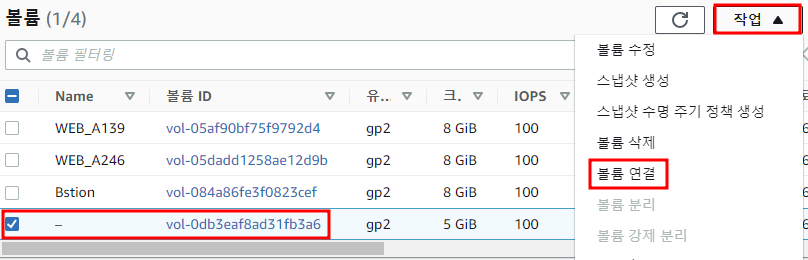 볼륨 (1/4)
작업 ▲
볼륨 필터링
Name 볼륨 ID 유... 크. IOPS
WEB_A139 vol-05af90bf75f9792d4 gp2 8 GiB 100
WEB_A246 vol-05dadd1258ae12d9b gp2 8 GiB 100
Bstion vol-084a86fe3f0823cef gp2 8 GiB 100
– vol-0db3eaf8ad31fb3a6 gp2 5 GiB 100
볼륨 수정
스냅샷 생성
스냅샷 수명 주기 정책 생성
볼륨 삭제
볼륨 연결
볼륨 분리
볼륨 강제 분리